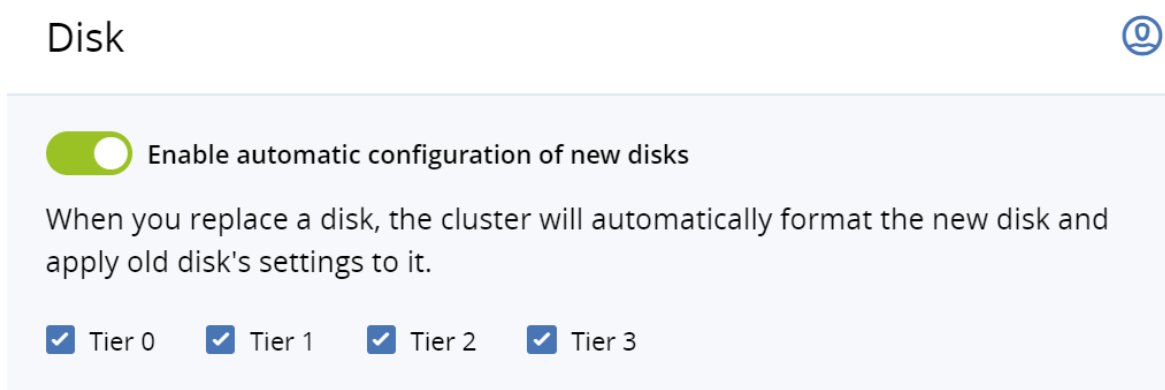 Disk
Enable automatic configuration of new disks
When you replace a disk, the cluster will automatically format the new disk and
apply old disk's settings to it.
Tier 0 Tier 1 Tier 2 Tier 3